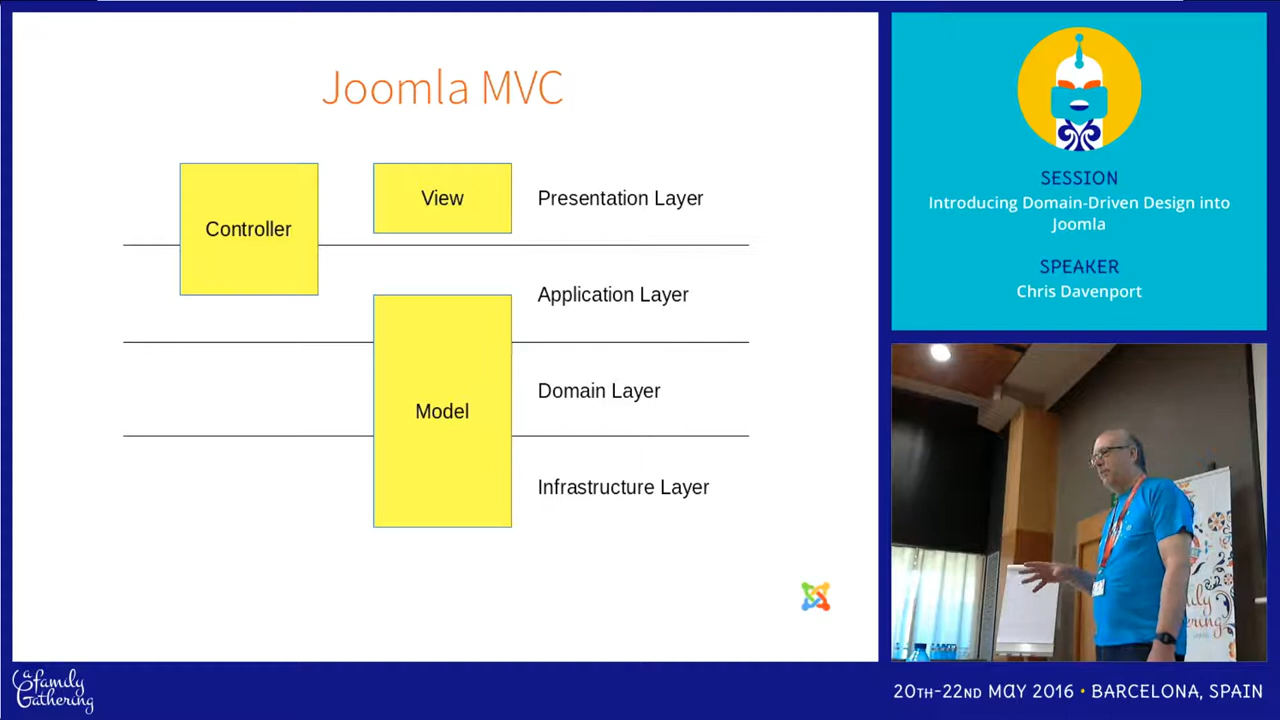 Joomla MVC
Controller
View
Presentation Layer
Application Layer
Model
Domain Layer
Infrastructure Layer
SESSION
Introducing Domain-Driven Design into
Joomla
SPEAKER
Chris Davenport
a family
Gathering
20TH-22ND MAY 2016 • BARCELONA, SPAIN